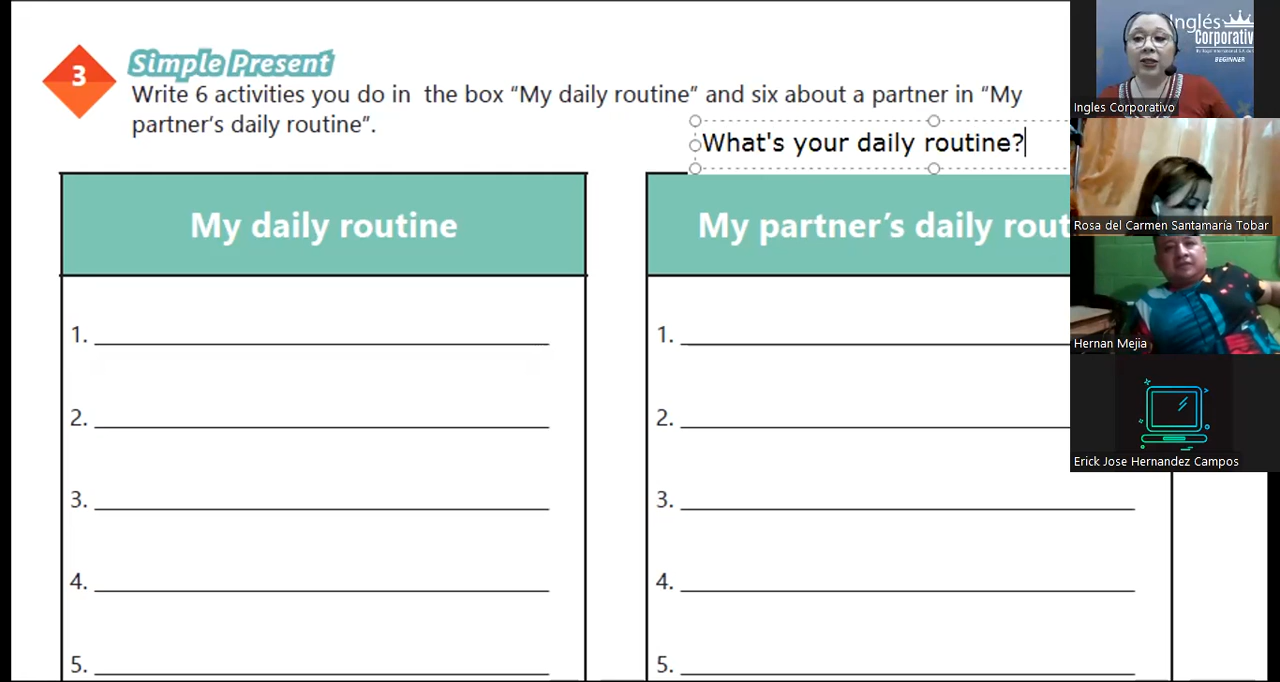 3
Simple Present
Write 6 activities you do in the box “My daily routine” and six about a partner in “My
partner’s daily routine”.
What's your daily routine?
My daily routine
1.
2.
3.
4.
5.
My partner’s daily rout
1.
2.
3.
4.
5.
Inglés
Corporativ
BEGINNER
Ingles Corporativo
Rosa del Carmen Santamaría Tobar
Hernan Mejia
Erick Jose Hernandez Campos